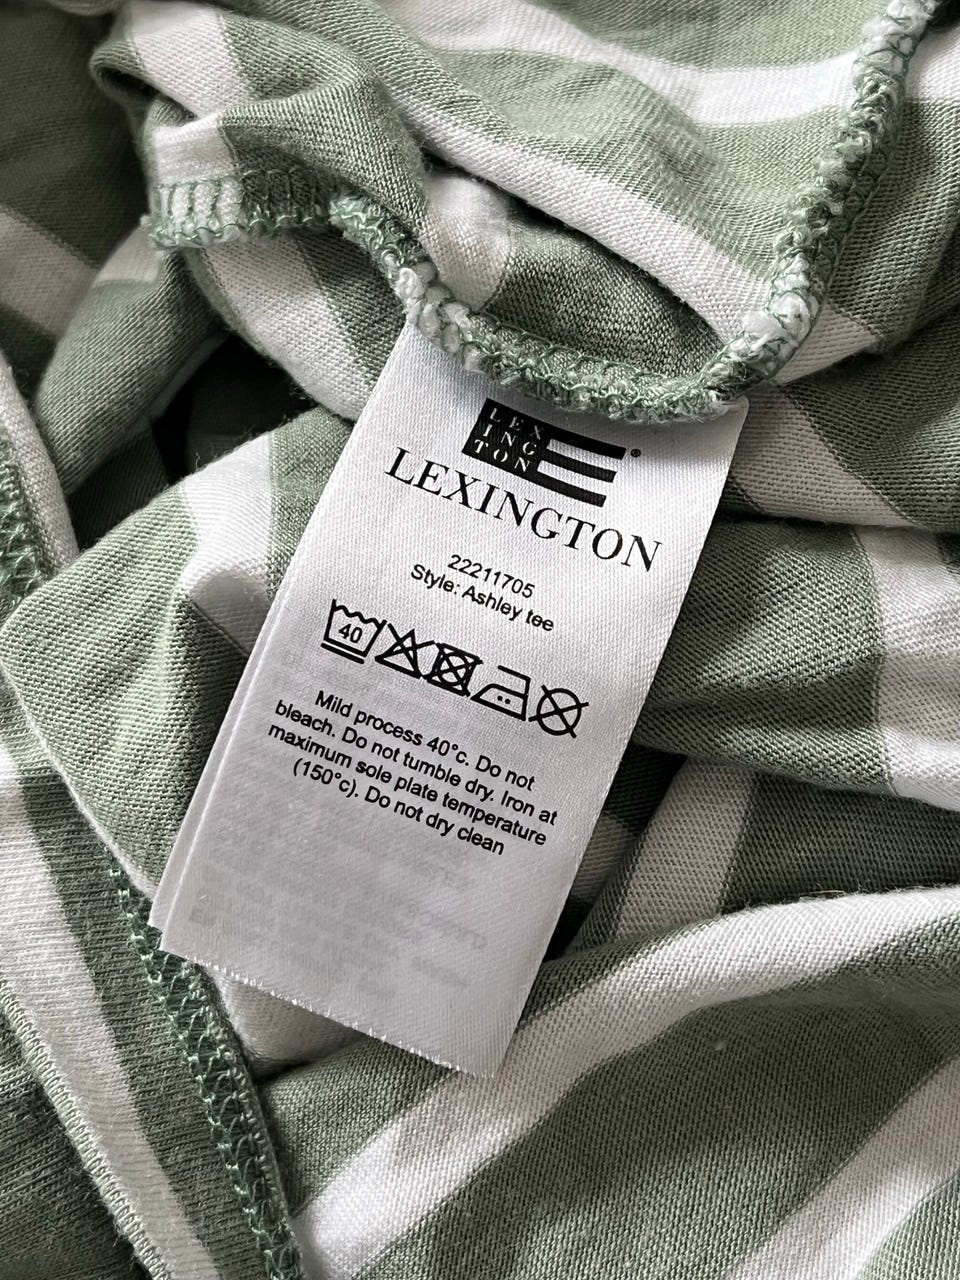 LEX
ING
TON
LEXINGTON
22211705
Style: Ashley tee
40
Mild process 40°c. Do not
bleach. Do not tumble dry. Iron at
maximum sole plate temperature
(150°c). Do not dry clean